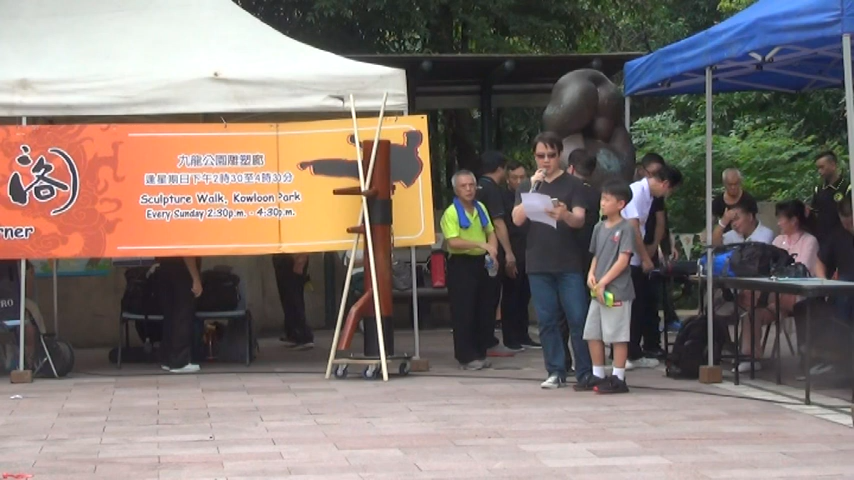 閣
rner
九龍公園雕塑廊
逢星期日下午2時30至4時30分
Sculpture Walk, Kowloon Park
Every Sunday 2:30p.m. - 4:30p.m.